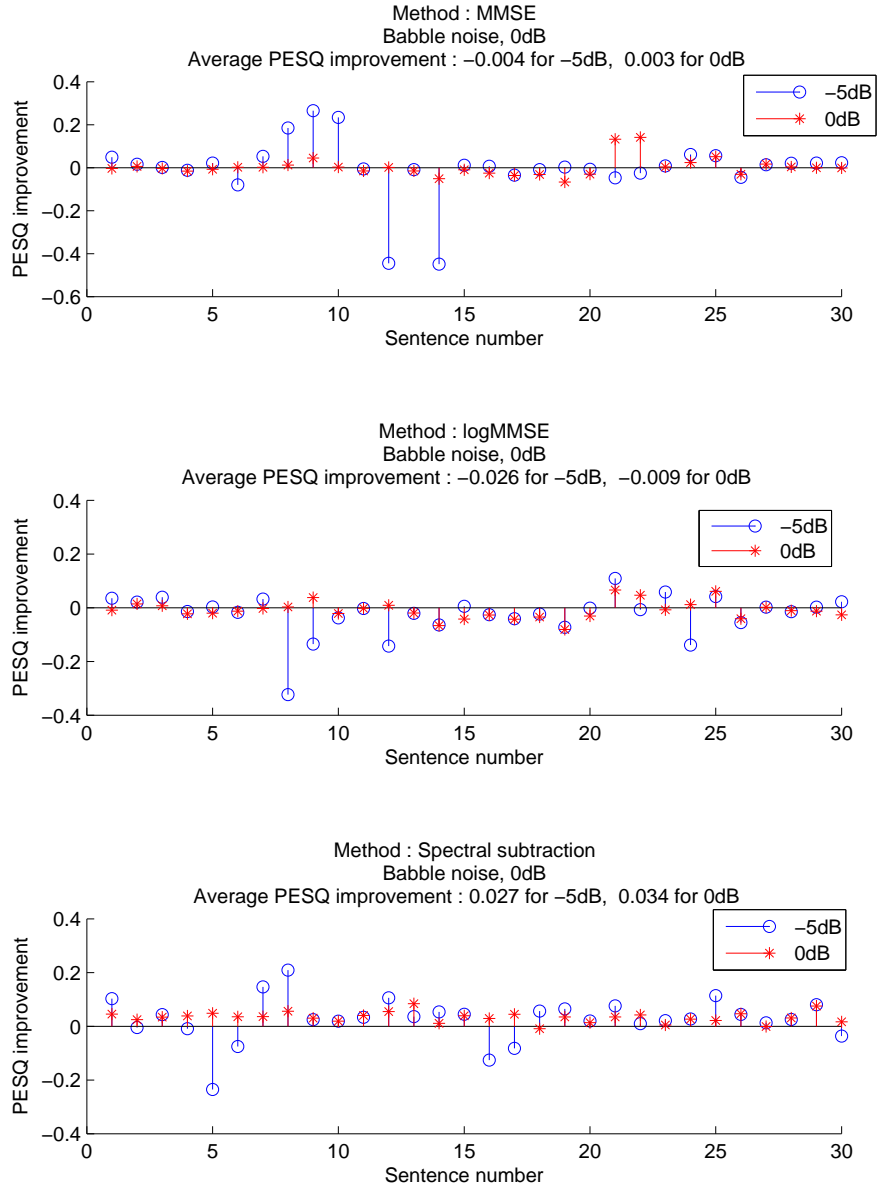 Method : MMSE
Babble noise, 0dB
Average PESQ improvement : −0.004 for −5dB,  0.003 for 0dB
0.4
0.2
0
−0.2
−0.4
−0.6
PESQ improvement
−5dB
0dB
0 5 10 15 20 25 30
Sentence number
Method : logMMSE
Babble noise, 0dB
Average PESQ improvement : −0.026 for −5dB,  −0.009 for 0dB
0.4
0.2
0
−0.2
−0.4
PESQ improvement
−5dB
0dB
0 5 10 15 20 25 30
Sentence number
Method : Spectral subtraction
Babble noise, 0dB
Average PESQ improvement : 0.027 for −5dB,  0.034 for 0dB
0.4
0.2
0
−0.2
−0.4
PESQ improvement
−5dB
0dB
0 5 10 15 20 25 30
Sentence number